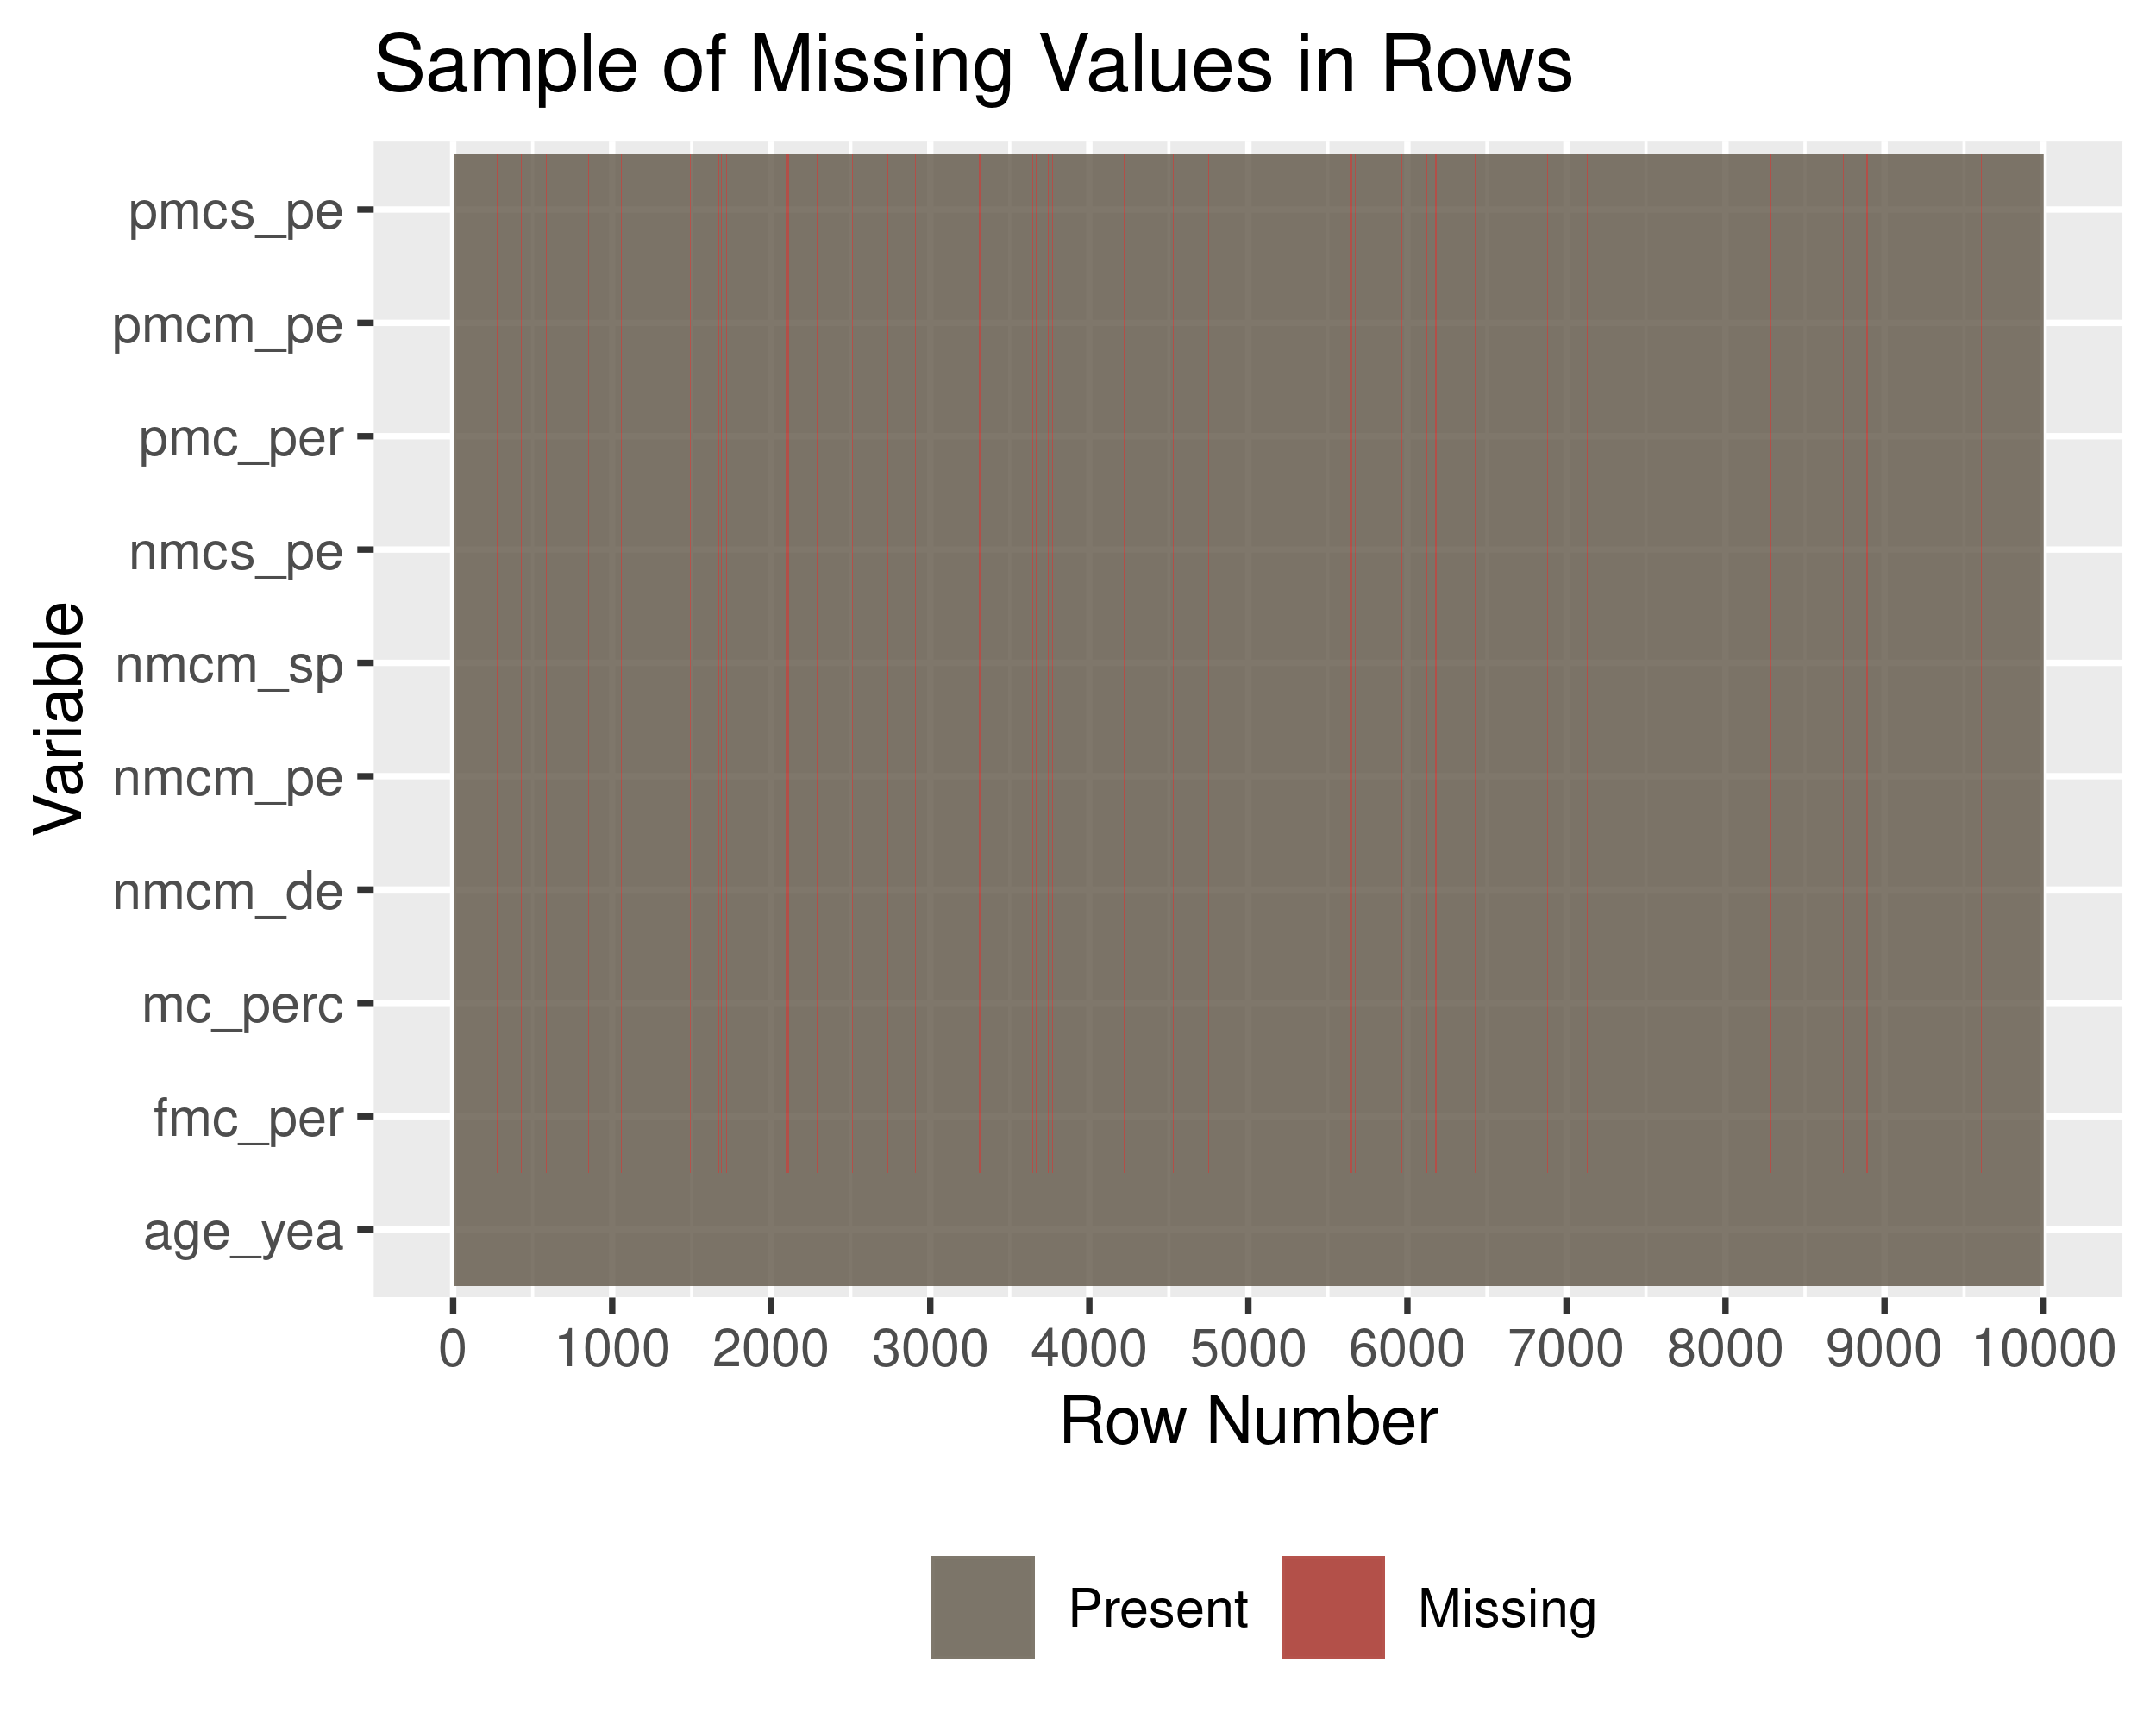 Sample of Missing Values in Rows
Variable
pmcs_pe
pmcm_pe
pmc_per
nmcs_pe
nmcm_sp
nmcm_pe
nmcm_de
mc_perc
fmc_per
age_yea
0 1000 2000 3000 4000 5000 6000 7000 8000 9000 10000
Row Number
Present Missing